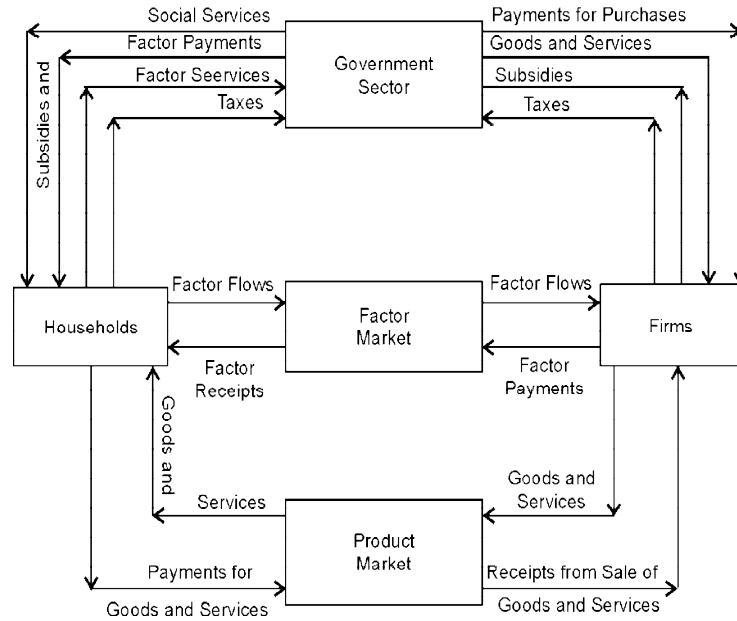 Social Services
Payments for Purchases
Factor Payments
Goods and Services
Factor Seervices
Subsidies
Taxes
Taxes
Government
Sector
Subsidies and
Factor Flows
Factor Flows
Households
Factor
Market
Firms
Factor
Receipts
Factor
Payments
Goods and
Services
Goods and
Services
Product
Market
Payments for
Goods and Services
Receipts from Sale of
Goods and Services